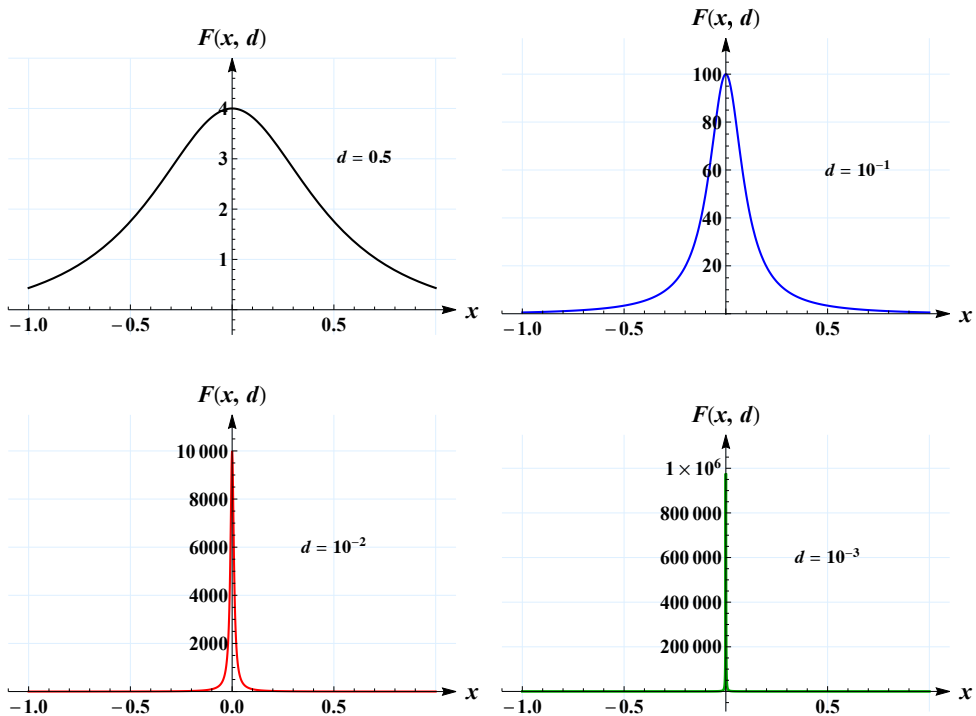 F(x, d)
4
3
2
1
d = 0.5
−1.0 −0.5 0.5 x
F(x, d)
100
80
60
40
20
d = 10⁻¹
−1.0 −0.5 0.5 x
F(x, d)
10 000
8000
6000
4000
2000
d = 10⁻²
−1.0 −0.5 0.0 0.5 x
F(x, d)
1 × 10⁶
800 000
600 000
400 000
200 000
d = 10⁻³
−1.0 −0.5 0.5 x